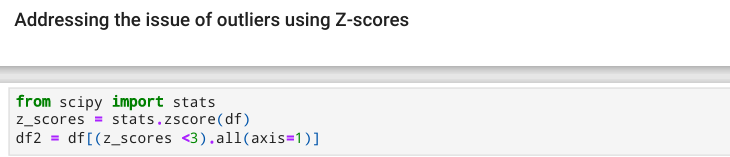 Addressing the issue of outliers using Z-scores
from scipy import stats
z_scores = stats.zscore(df)
df2 = df[(z_scores <3).all(axis=1)]